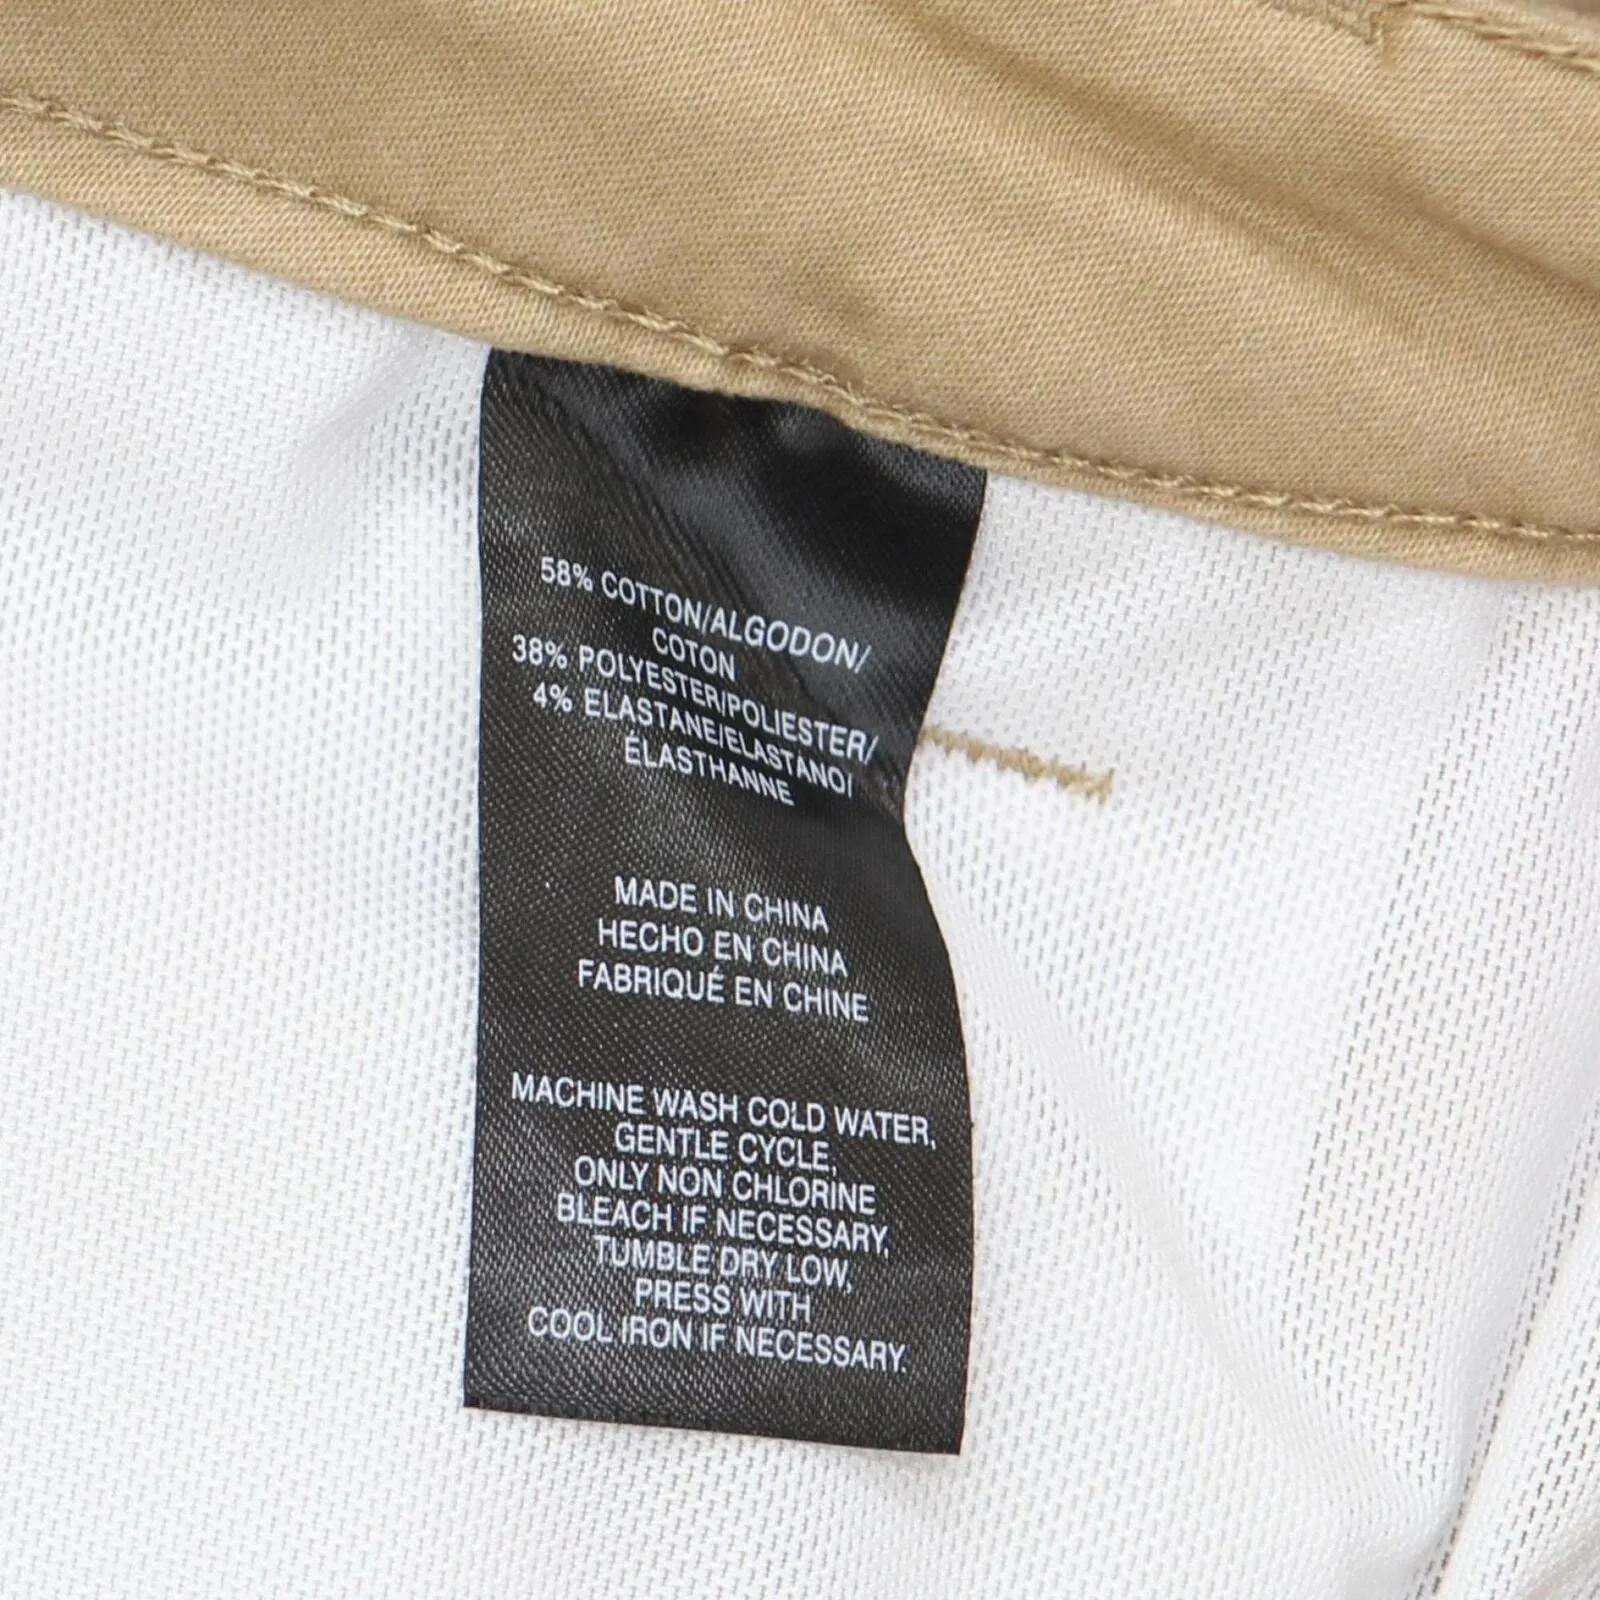 58% COTTON/ALGODON/
COTON
38% POLYESTER/POLIESTER/
4% ELASTANE/ELASTANO/
ÉLASTHANNE
MADE IN CHINA
HECHO EN CHINA
FABRIQUÉ EN CHINE
MACHINE WASH COLD WATER,
GENTLE CYCLE,
ONLY NON CHLORINE
BLEACH IF NECESSARY,
TUMBLE DRY LOW,
PRESS WITH
COOL IRON IF NECESSARY.